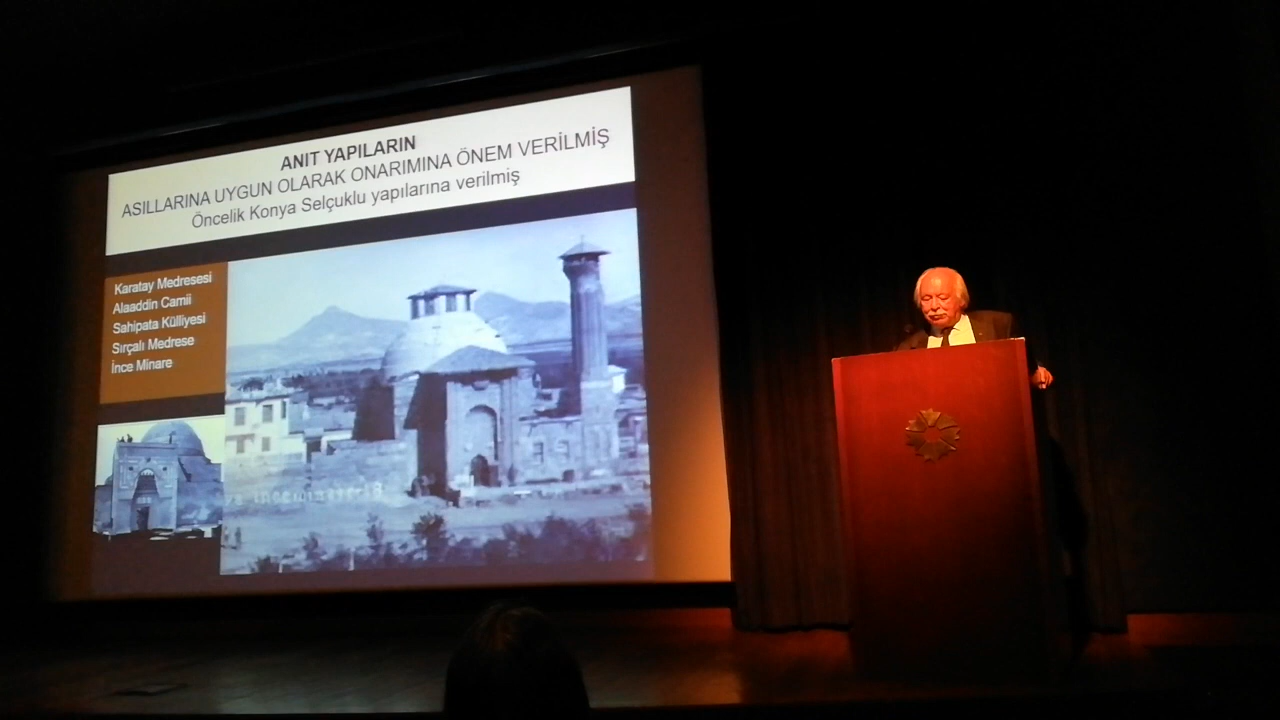 ANIT YAPILARIN
ASILLARINA UYGUN OLARAK ONARIMINA ÖNEM VERİLMİŞ
Öncelik Konya Selçuklu yapılarına verilmiş
Karatay Medresesi
Alaaddin Camii
Sahipata Külliyesi
Sırçalı Medrese
İnce Minare